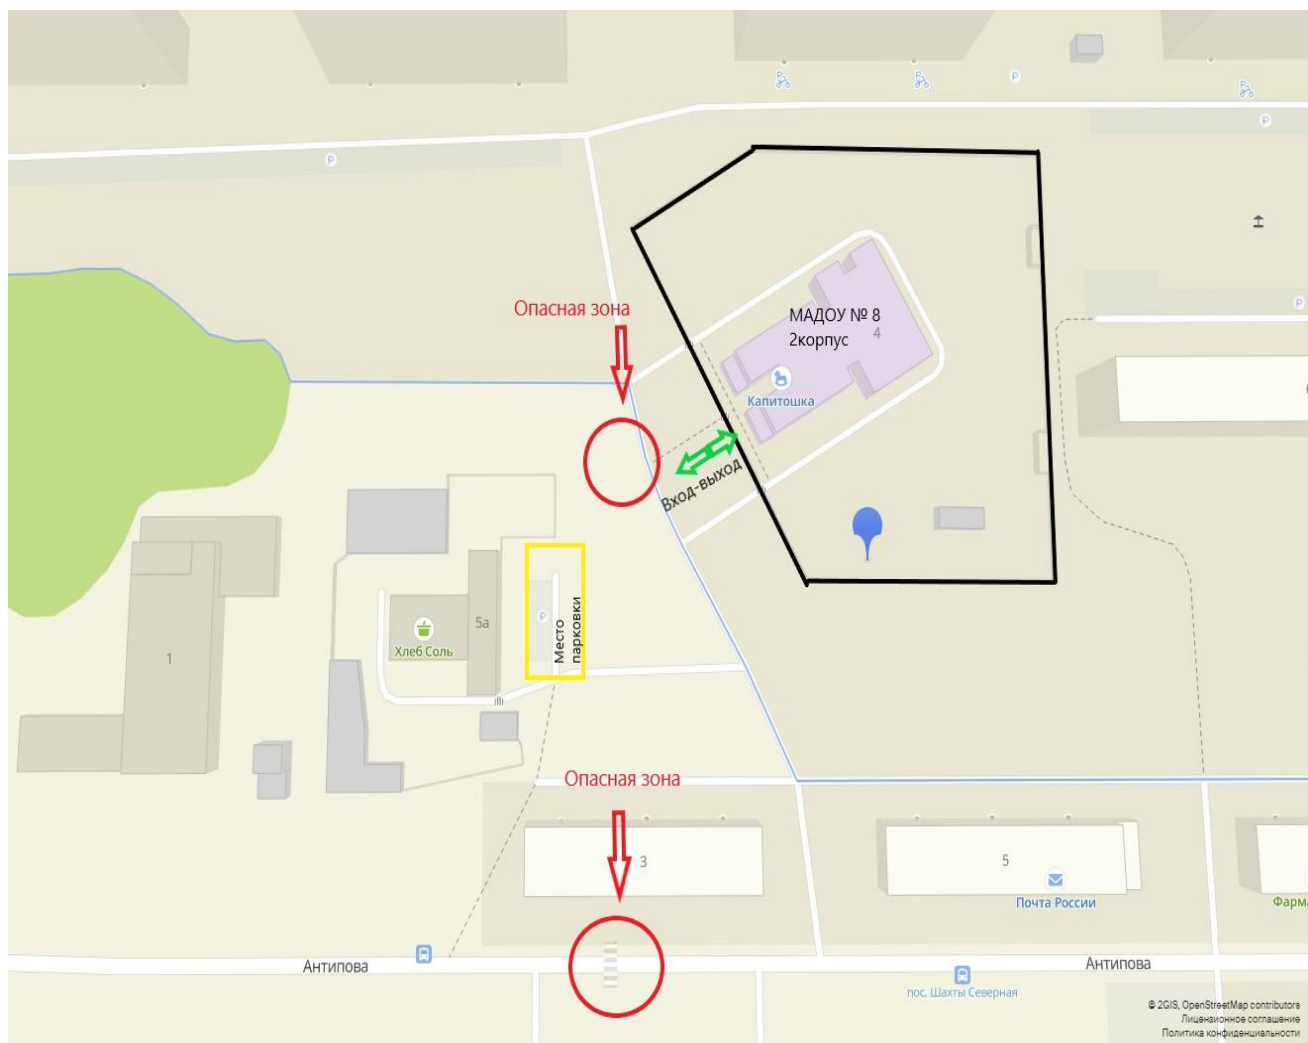 P
P
P
Опасная зона
P
МАДОУ № 8
2корпус
4
Капитошка
Вход-выход
5а
P
Место
парковки
Хлеб Соль
1
Опасная зона
3
5
Почта России
Антипова
Антипова
пос. Шахты Северная
© 2GIS, OpenStreetMap contributors
Лицензионное соглашение
Политика конфиденциальности